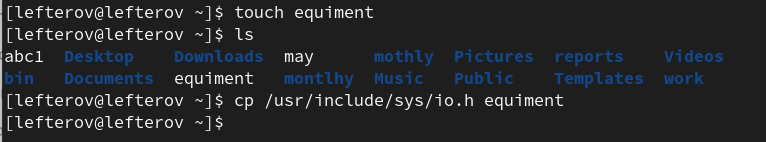 [lefterov@lefterov ~]$ touch equiment
[lefterov@lefterov ~]$ ls
abc1 Desktop Downloads may mothly Pictures reports Videos
bin Documents equiment montlhy Music Public Templates work
[lefterov@lefterov ~]$ cp /usr/include/sys/io.h equiment
[lefterov@lefterov ~]$